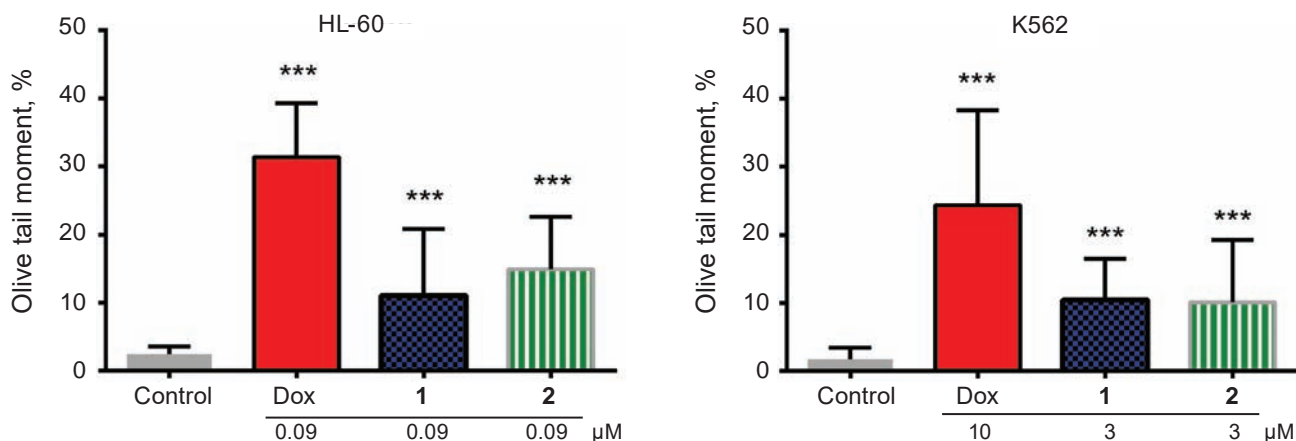 HL-60
Olive tail moment, %
50
40
30
20
10
0
***
***
***
Control Dox 1 2
0.09 0.09 0.09 µM
K562
Olive tail moment, %
50
40
30
20
10
0
***
***
***
Control Dox 1 2
10 3 3 µM